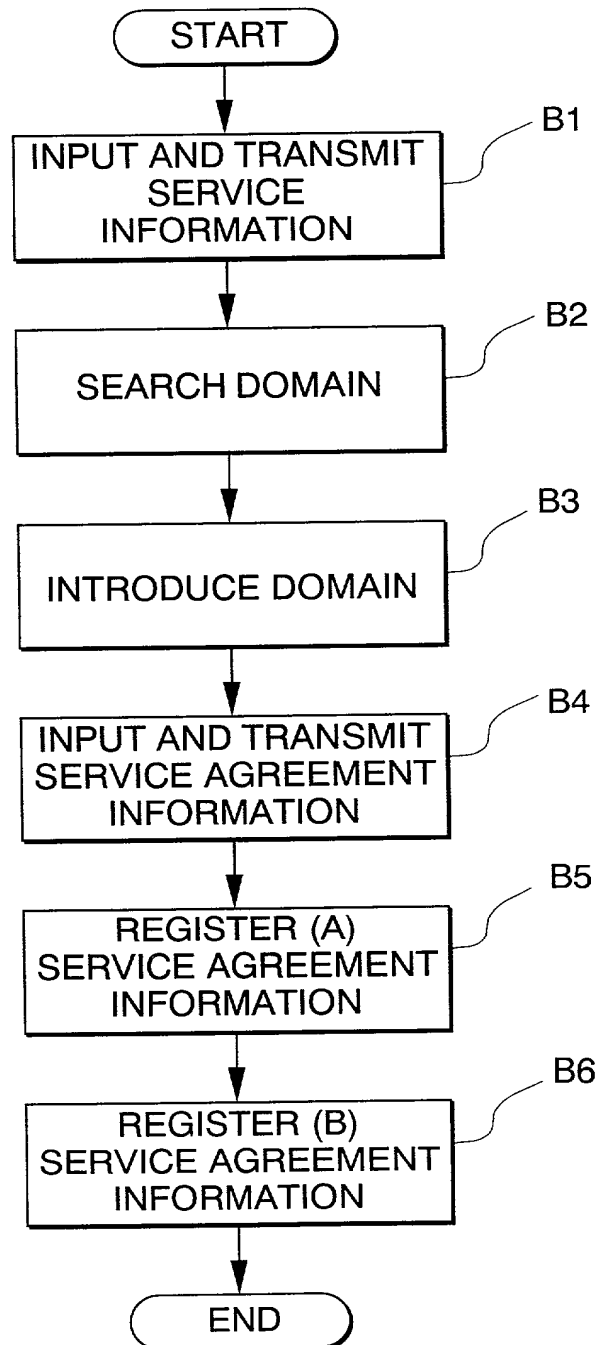 START
B1
INPUT AND TRANSMIT
SERVICE
INFORMATION
B2
SEARCH DOMAIN
B3
INTRODUCE DOMAIN
B4
INPUT AND TRANSMIT
SERVICE AGREEMENT
INFORMATION
B5
REGISTER (A)
SERVICE AGREEMENT
INFORMATION
B6
REGISTER (B)
SERVICE AGREEMENT
INFORMATION
END